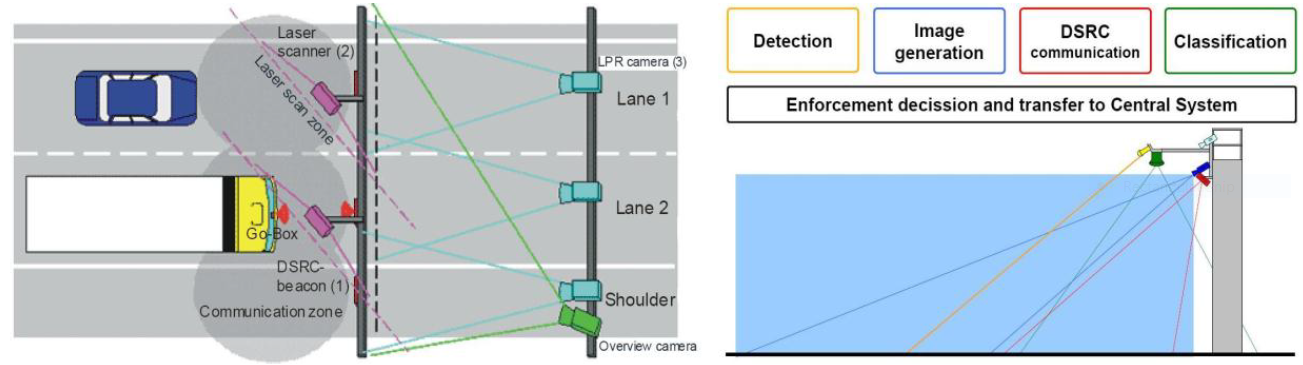 Laser
scanner (2)
Laser scan zone
LPR camera (3)
Lane 1
Lane 2
Go-Box
DSRC-
beacon (1)
Communication zone
Shoulder
Overview camera
Detection
Image
generation
DSRC
communication
Classification
Enforcement decission and transfer to Central System